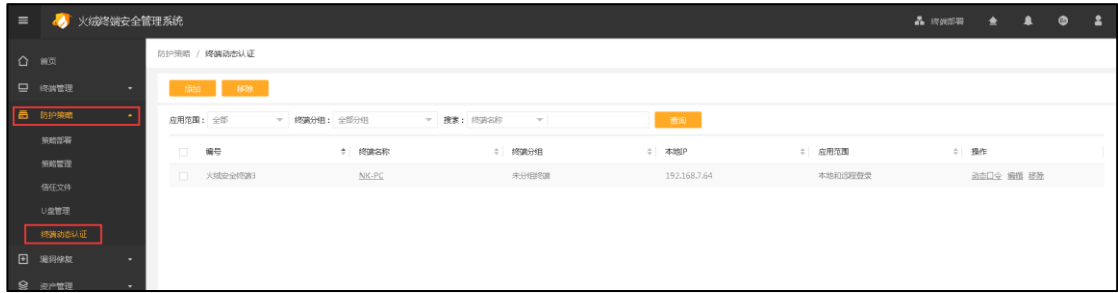 火绒终端安全管理系统 终端部署
首页
终端管理
防护策略
策略部署
策略管理
信任文件
U盘管理
终端动态认证
漏洞修复
资产管理
防护策略 / 终端动态认证
添加 移除
应用范围： 全部 终端分组： 全部分组 搜索： 终端名称 查询
编号 终端名称 终端分组 本地IP 应用范围 操作
火绒安全终端3 NK-PC 未分组终端 192.168.7.64 本地和远程登录 动态口令 编辑 移除